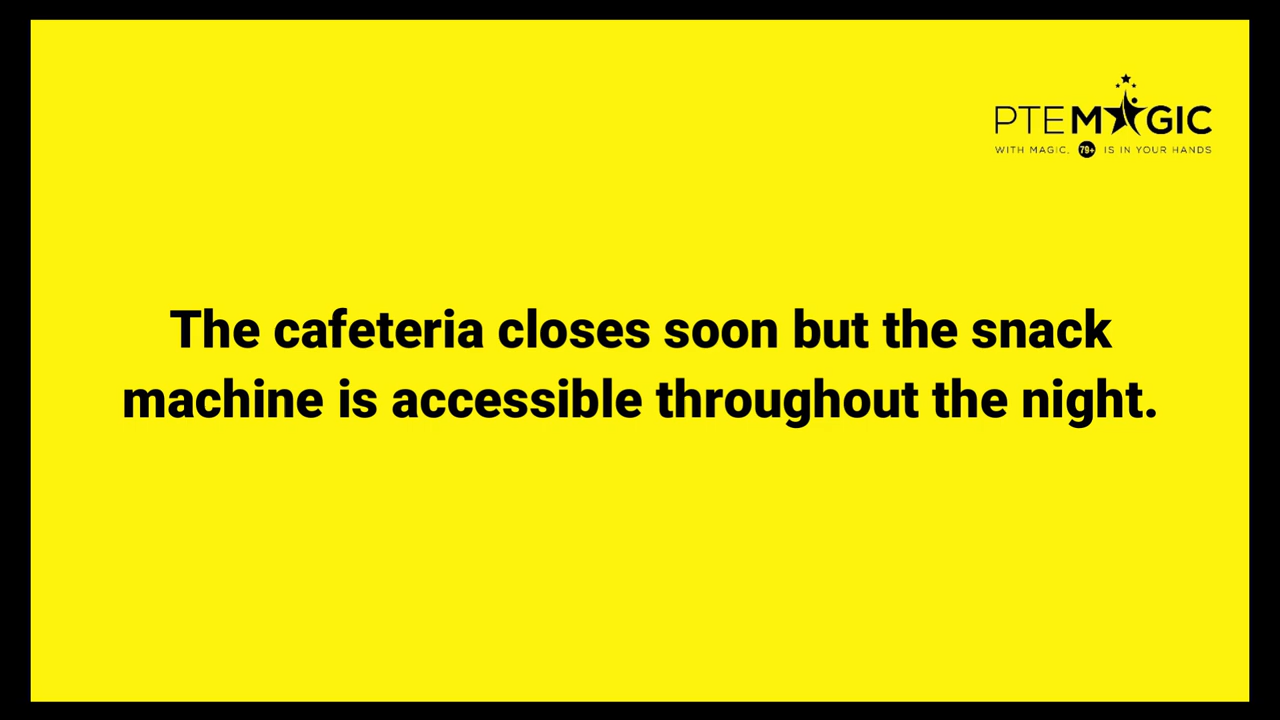 PTEMAGIC
WITH MAGIC, 79+ IS IN YOUR HANDS
The cafeteria closes soon but the snack
machine is accessible throughout the night.